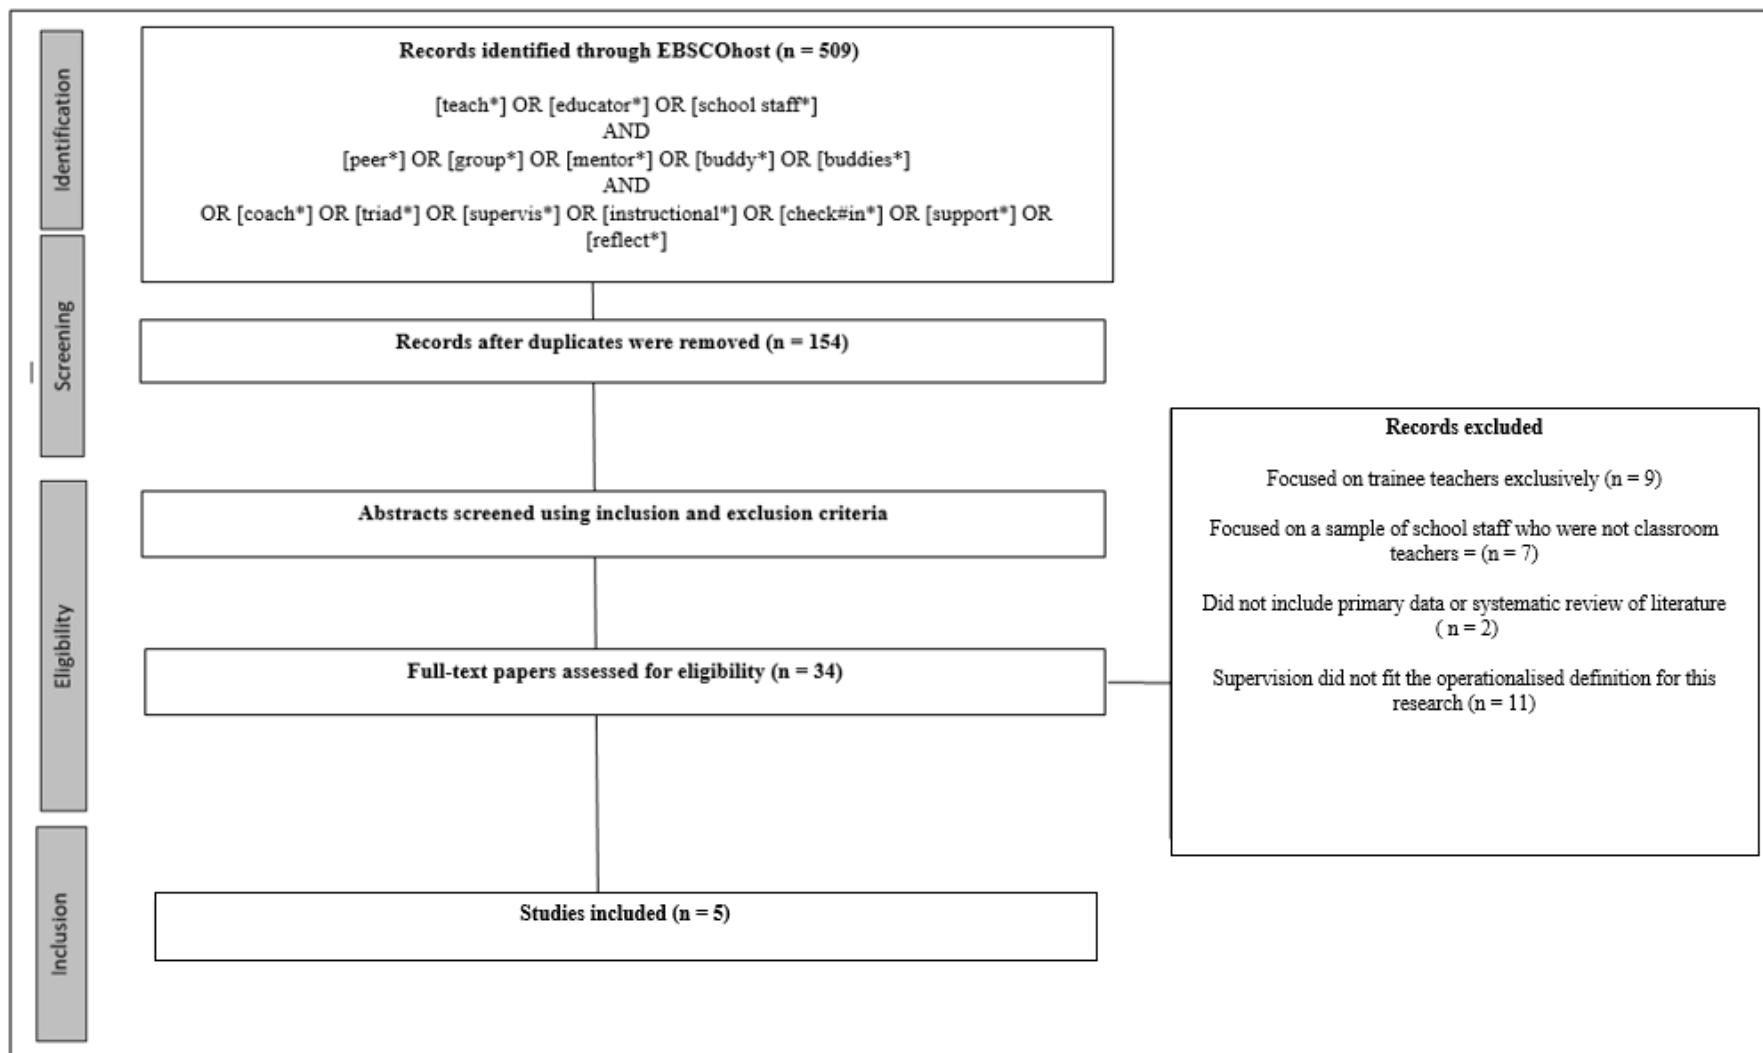 Identification
Records identified through EBSCOhost (n = 509)
[teach*] OR [educator*] OR [school staff*]
AND
[peer*] OR [group*] OR [mentor*] OR [buddy*] OR [buddies*]
AND
OR [coach*] OR [triad*] OR [supervis*] OR [instructional*] OR [check#in*] OR [support*] OR
[reflect*]
Screening
Records after duplicates were removed (n = 154)
Eligibility
Abstracts screened using inclusion and exclusion criteria
Full-text papers assessed for eligibility (n = 34)
Records excluded
Focused on trainee teachers exclusively (n = 9)
Focused on a sample of school staff who were not classroom
teachers = (n = 7)
Did not include primary data or systematic review of literature
( n = 2)
Supervision did not fit the operationalised definition for this
research (n = 11)
Inclusion
Studies included (n = 5)